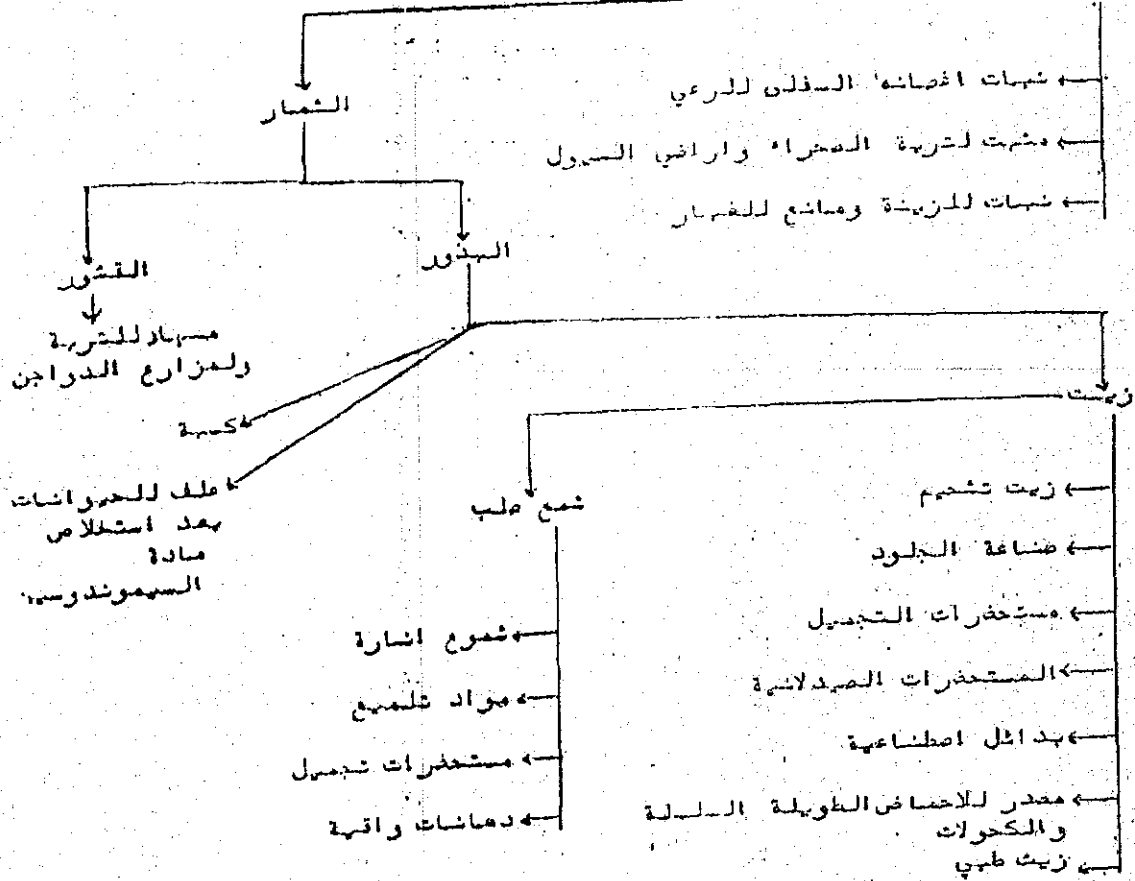 نبات اغصانه السفلى للرعي
مثبت لتربة الصحراء واراضي السيول
نبات للزينة ومانع للغبار
الثمار
البذور
القشور
سماد للتربة
ولمزارع الدواجن
كسبة
علف للحيوانات
بعد استخلاص
مادة
السيموندوسين
زيت
زيت تشحيم
صناعة الجلود
مستحضرات التجميل
المستحضرات الصيدلانية
بدائل اصطناعية
مصدر للاحماض الطويلة السلسلة
والكحولات
زيت طبي
شمع صلب
شموع انارة
مواد تلميع
مستحضرات تجميل
دهانات واقية